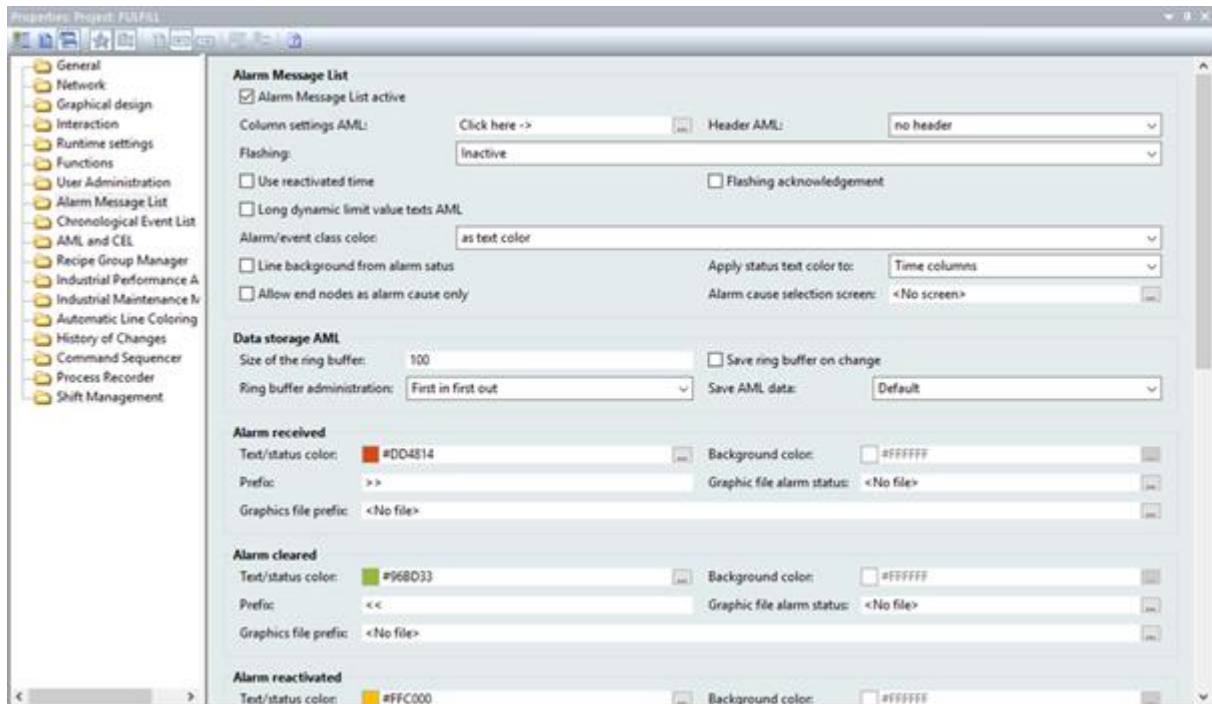 Properties: Project: FULFILL
General
Network
Graphical design
Interaction
Runtime settings
Functions
User Administration
Alarm Message List
Chronological Event List
AML and CEL
Recipe Group Manager
Industrial Performance A
Industrial Maintenance M
Automatic Line Coloring
History of Changes
Command Sequencer
Process Recorder
Shift Management
Alarm Message List
Alarm Message List active
Column settings AML: Click here -> ... Header AML: no header
Flashing: Inactive
Use reactivated time Flashing acknowledgement
Long dynamic limit value texts AML
Alarm/event class color: as text color
Line background from alarm satus Apply status text color to: Time columns
Allow end nodes as alarm cause only Alarm cause selection screen: <No screen> ...
Data storage AML
Size of the ring buffer: 100 Save ring buffer on change
Ring buffer administration: First in first out Save AML data: Default
Alarm received
Text/status color: #DD4814 ... Background color: #FFFFFF ...
Prefix: >> Graphic file alarm status: <No file> ...
Graphics file prefix: <No file> ...
Alarm cleared
Text/status color: #96BD33 ... Background color: #FFFFFF ...
Prefix: << Graphic file alarm status: <No file> ...
Graphics file prefix: <No file> ...
Alarm reactivated
Text/status color: #FFC000 Background color: #FFFFFF